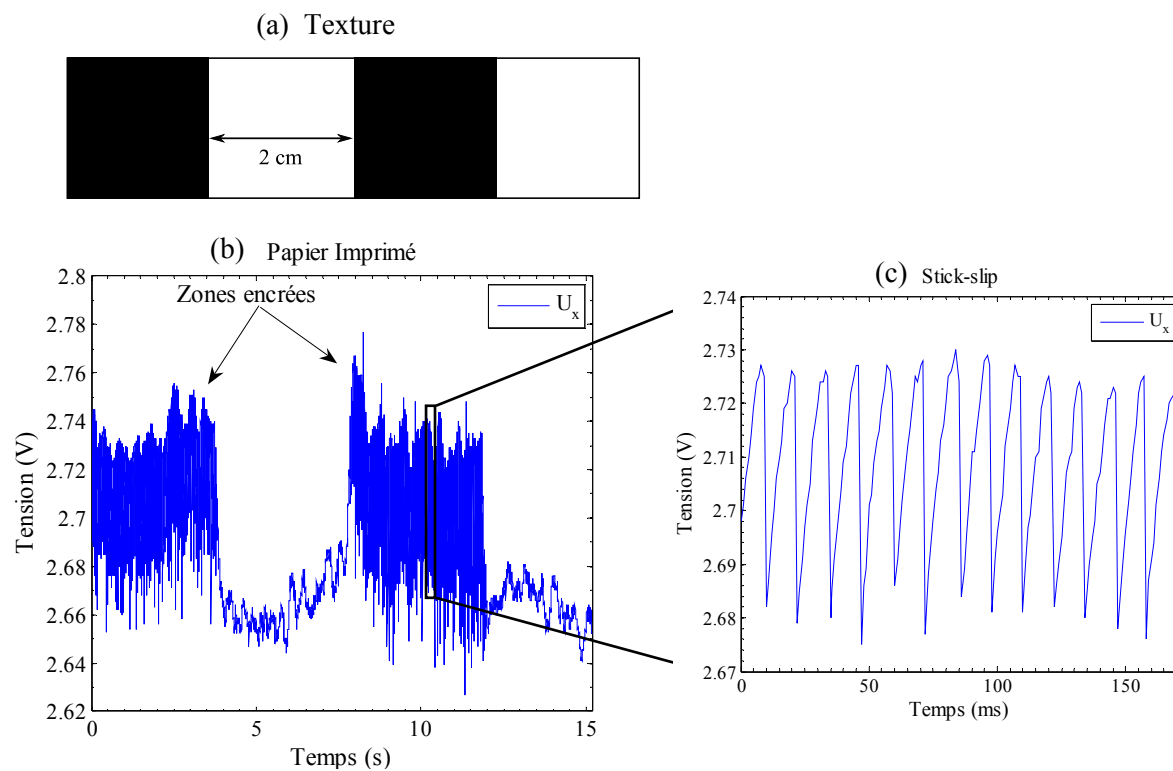 (a) Texture
2 cm
(b) Papier Imprimé
Zones encrées
U_x
2.8
2.78
2.76
2.74
2.72
2.7
2.68
2.66
2.64
2.62
0
5
10
15
Tension (V)
Temps (s)
(c) Stick-slip
U_x
2.74
2.73
2.72
2.71
2.7
2.69
2.68
2.67
0
50
100
150
Tension (V)
Temps (ms)